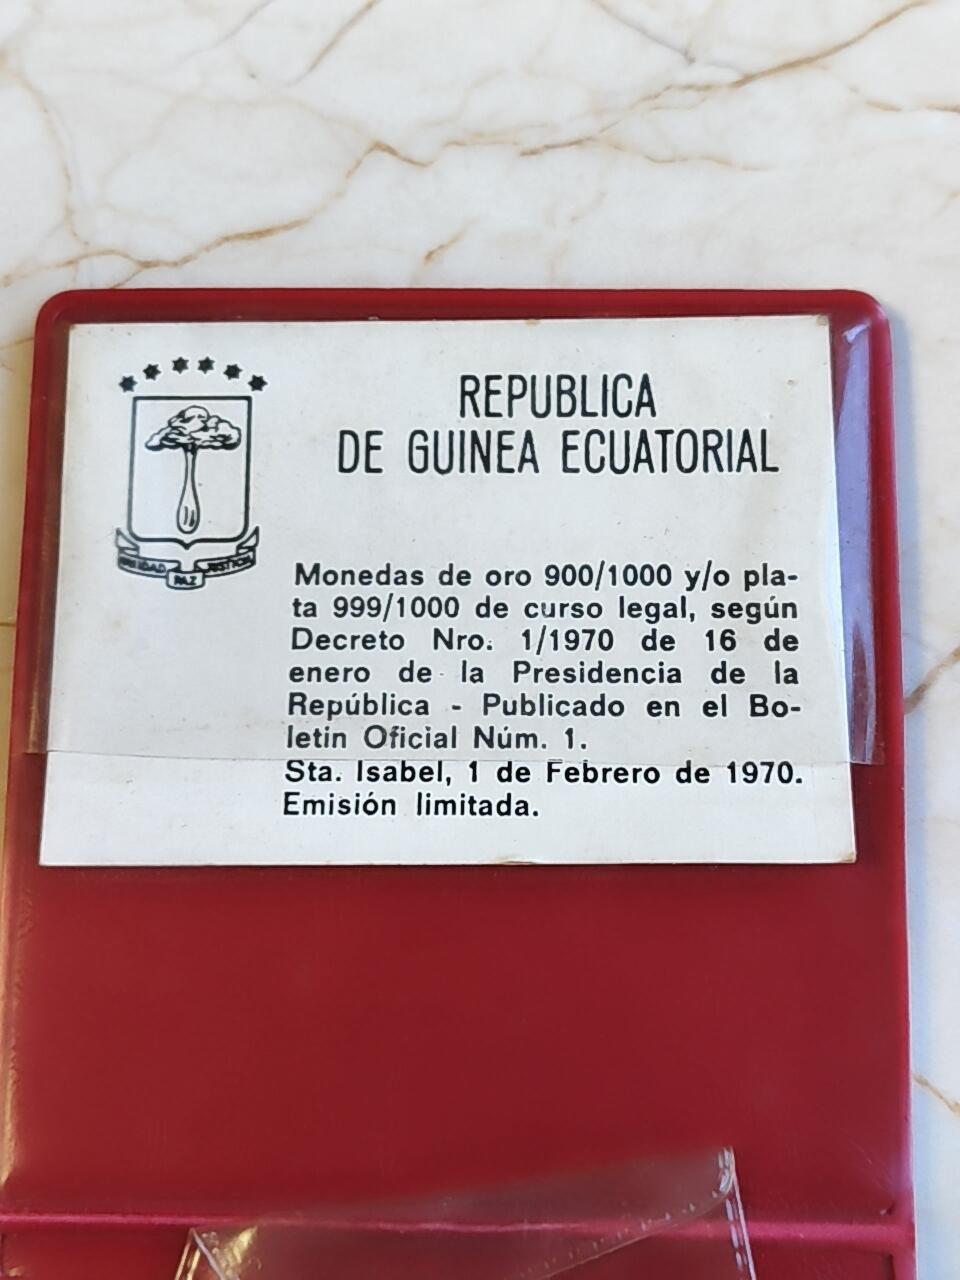 REPUBLICA
DE GUINEA ECUATORIAL
Monedas de oro 900/1000 y/o pla-
ta 999/1000 de curso legal, según
Decreto Nro. 1/1970 de 16 de
enero de la Presidencia de la
República - Publicado en el Bo-
letin Oficial Núm. 1.
Sta. Isabel, 1 de Febrero de 1970.
Emisión limitada.
UNIDAD PAZ JUSTICIA